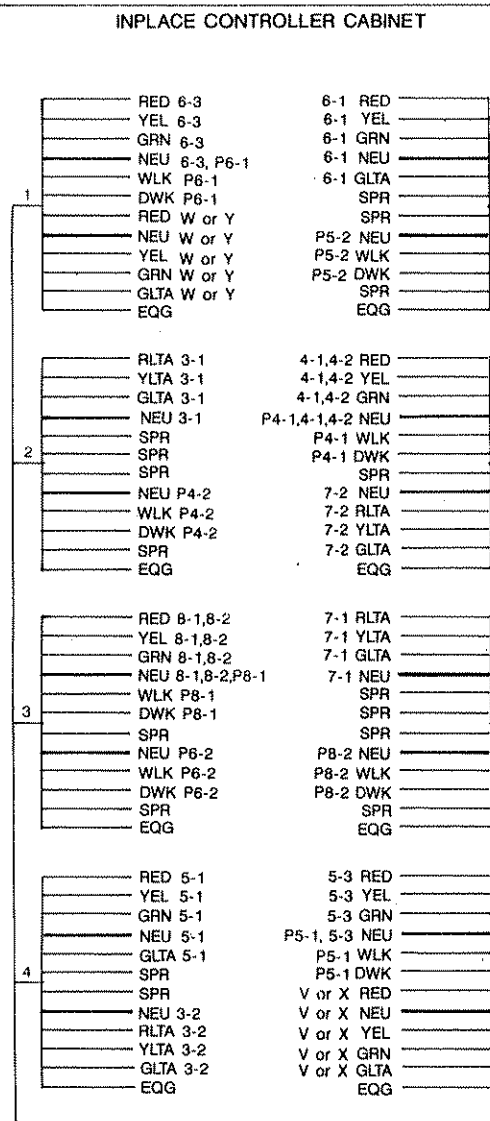 INPLACE CONTROLLER CABINET
1
RED 6-3
YEL 6-3
GRN 6-3
NEU 6-3, P6-1
WLK P6-1
DWK P6-1
RED W or Y
NEU W or Y
YEL W or Y
GRN W or Y
GLTA W or Y
EQG
6-1 RED
6-1 YEL
6-1 GRN
6-1 NEU
6-1 GLTA
SPR
SPR
P5-2 NEU
P5-2 WLK
P5-2 DWK
SPR
EQG
2
RLTA 3-1
YLTA 3-1
GLTA 3-1
NEU 3-1
SPR
SPR
SPR
NEU P4-2
WLK P4-2
DWK P4-2
SPR
EQG
4-1,4-2 RED
4-1,4-2 YEL
4-1,4-2 GRN
P4-1,4-1,4-2 NEU
P4-1 WLK
P4-1 DWK
SPR
7-2 NEU
7-2 RLTA
7-2 YLTA
7-2 GLTA
EQG
3
RED 8-1,8-2
YEL 8-1,8-2
GRN 8-1,8-2
NEU 8-1,8-2,P8-1
WLK P8-1
DWK P8-1
SPR
NEU P6-2
WLK P6-2
DWK P6-2
SPR
EQG
7-1 RLTA
7-1 YLTA
7-1 GLTA
7-1 NEU
SPR
SPR
SPR
P8-2 NEU
P8-2 WLK
P8-2 DWK
SPR
EQG
4
RED 5-1
YEL 5-1
GRN 5-1
NEU 5-1
GLTA 5-1
SPR
SPR
NEU 3-2
RLTA 3-2
YLTA 3-2
GLTA 3-2
EQG
5-3 RED
5-3 YEL
5-3 GRN
P5-1, 5-3 NEU
P5-1 WLK
P5-1 DWK
V or X RED
V or X NEU
V or X YEL
V or X GRN
V or X GLTA
EQG